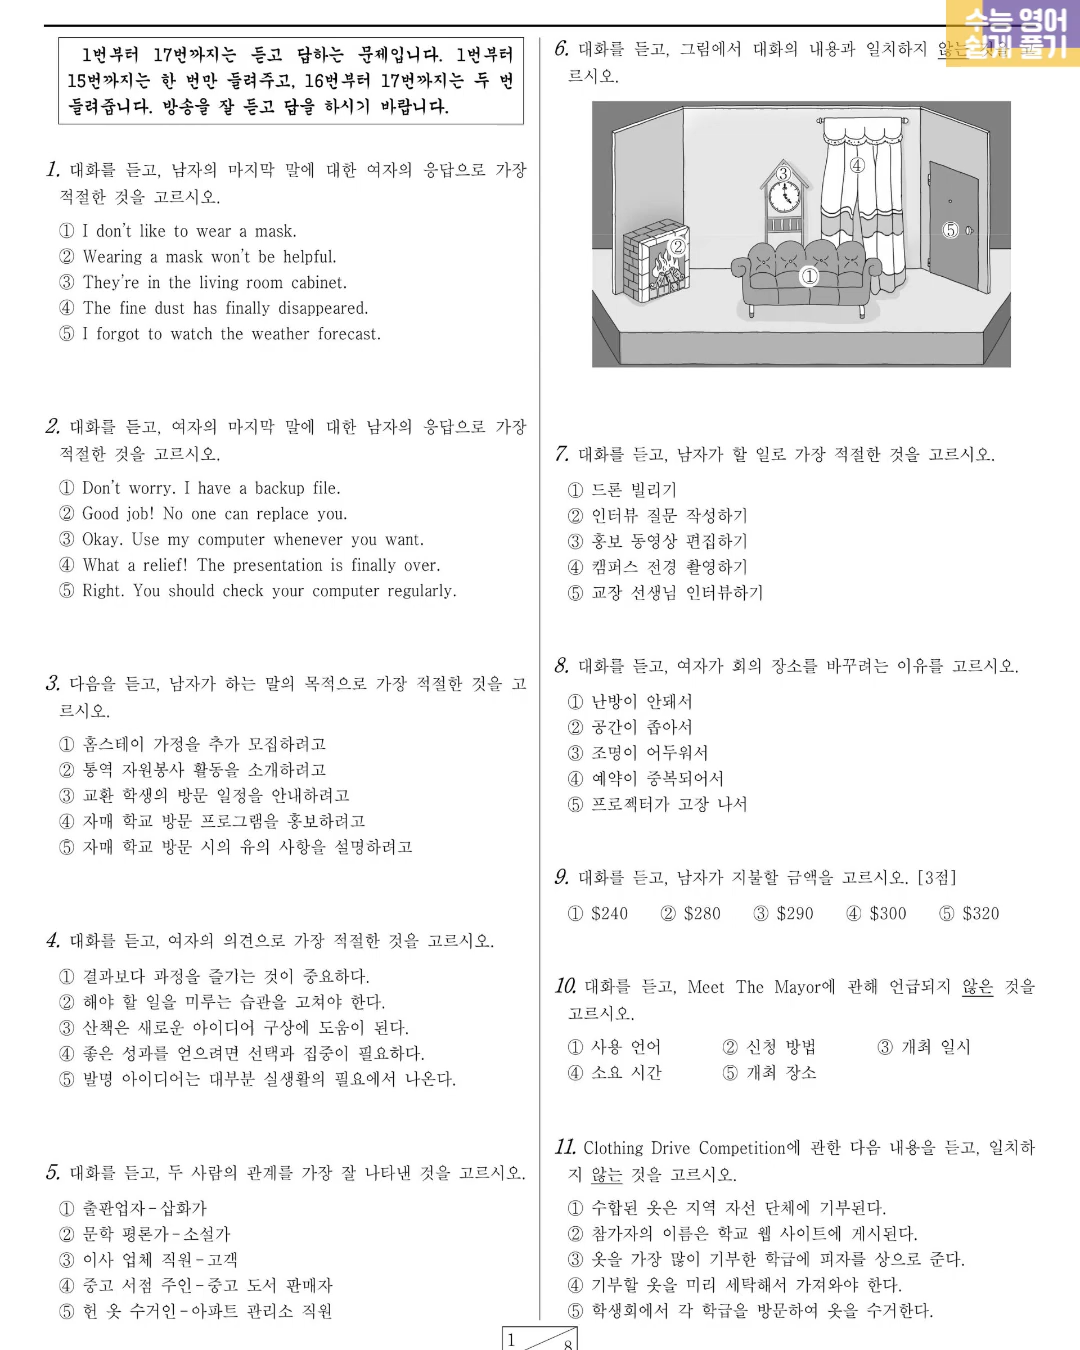 수능 영어
쉽게 풀기
1번부터 17번까지는 듣고 답하는 문제입니다. 1번부터
15번까지는 한 번만 들려주고, 16번부터 17번까지는 두 번
들려줍니다. 방송을 잘 듣고 답을 하시기 바랍니다.
1. 대화를 듣고, 남자의 마지막 말에 대한 여자의 응답으로 가장
적절한 것을 고르시오.
① I don't like to wear a mask.
② Wearing a mask won't be helpful.
③ They're in the living room cabinet.
④ The fine dust has finally disappeared.
⑤ I forgot to watch the weather forecast.
2. 대화를 듣고, 여자의 마지막 말에 대한 남자의 응답으로 가장
적절한 것을 고르시오.
① Don't worry. I have a backup file.
② Good job! No one can replace you.
③ Okay. Use my computer whenever you want.
④ What a relief! The presentation is finally over.
⑤ Right. You should check your computer regularly.
3. 다음을 듣고, 남자가 하는 말의 목적으로 가장 적절한 것을 고
르시오.
① 홈스테이 가정을 추가 모집하려고
② 통역 자원봉사 활동을 소개하려고
③ 교환 학생의 방문 일정을 안내하려고
④ 자매 학교 방문 프로그램을 홍보하려고
⑤ 자매 학교 방문 시의 유의 사항을 설명하려고
4. 대화를 듣고, 여자의 의견으로 가장 적절한 것을 고르시오.
① 결과보다 과정을 즐기는 것이 중요하다.
② 해야 할 일을 미루는 습관을 고쳐야 한다.
③ 산책은 새로운 아이디어 구상에 도움이 된다.
④ 좋은 성과를 얻으려면 선택과 집중이 필요하다.
⑤ 발명 아이디어는 대부분 실생활의 필요에서 나온다.
5. 대화를 듣고, 두 사람의 관계를 가장 잘 나타낸 것을 고르시오.
① 출판업자-삽화가
② 문학 평론가-소설가
③ 이사 업체 직원-고객
④ 중고 서점 주인-중고 도서 판매자
⑤ 헌 옷 수거인-아파트 관리소 직원
6. 대화를 듣고, 그림에서 대화의 내용과 일치하지 않는 것을
르시오.
③
④
②
⑤
①
7. 대화를 듣고, 남자가 할 일로 가장 적절한 것을 고르시오.
① 드론 빌리기
② 인터뷰 질문 작성하기
③ 홍보 동영상 편집하기
④ 캠퍼스 전경 촬영하기
⑤ 교장 선생님 인터뷰하기
8. 대화를 듣고, 여자가 회의 장소를 바꾸려는 이유를 고르시오.
① 난방이 안돼서
② 공간이 좁아서
③ 조명이 어두워서
④ 예약이 중복되어서
⑤ 프로젝터가 고장 나서
9. 대화를 듣고, 남자가 지불할 금액을 고르시오. [3점]
① $240 ② $280 ③ $290 ④ $300 ⑤ $320
10. 대화를 듣고, Meet The Mayor에 관해 언급되지 않은 것을
고르시오.
① 사용 언어 ② 신청 방법 ③ 개최 일시
④ 소요 시간 ⑤ 개최 장소
11. Clothing Drive Competition에 관한 다음 내용을 듣고, 일치하
지 않는 것을 고르시오.
① 수합된 옷은 지역 자선 단체에 기부된다.
② 참가자의 이름은 학교 웹 사이트에 게시된다.
③ 옷을 가장 많이 기부한 학급에 피자를 상으로 준다.
④ 기부할 옷을 미리 세탁해서 가져와야 한다.
⑤ 학생회에서 각 학급을 방문하여 옷을 수거한다.
1 8